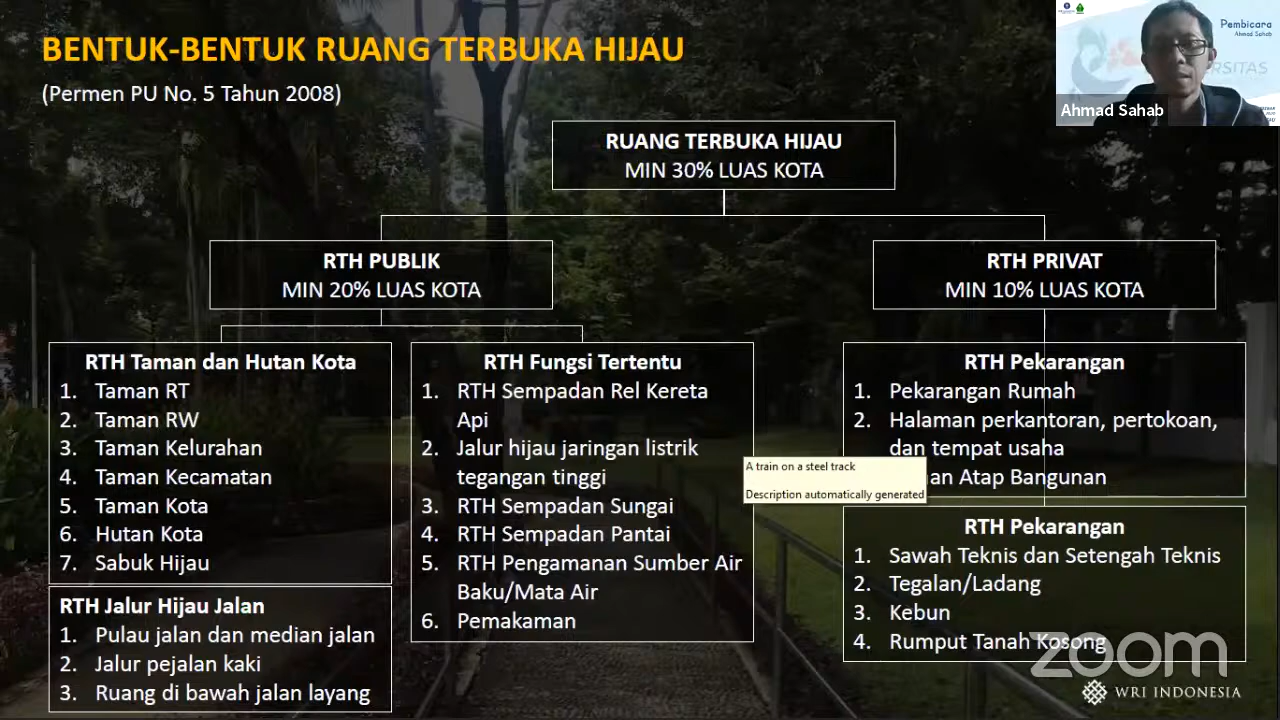 BENTUK-BENTUK RUANG TERBUKA HIJAU
(Permen PU No. 5 Tahun 2008)
Pembicara
Ahmad Sahab
Ahmad Sahab
RUANG TERBUKA HIJAU
MIN 30% LUAS KOTA
RTH PUBLIK
MIN 20% LUAS KOTA
RTH PRIVAT
MIN 10% LUAS KOTA
RTH Taman dan Hutan Kota
1. Taman RT
2. Taman RW
3. Taman Kelurahan
4. Taman Kecamatan
5. Taman Kota
6. Hutan Kota
7. Sabuk Hijau
RTH Jalur Hijau Jalan
1. Pulau jalan dan median jalan
2. Jalur pejalan kaki
3. Ruang di bawah jalan layang
RTH Fungsi Tertentu
1. RTH Sempadan Rel Kereta
Api
2. Jalur hijau jaringan listrik
tegangan tinggi
3. RTH Sempadan Sungai
4. RTH Sempadan Pantai
5. RTH Pengamanan Sumber Air
Baku/Mata Air
6. Pemakaman
RTH Pekarangan
1. Pekarangan Rumah
2. Halaman perkantoran, pertokoan,
dan tempat usaha
Atap Bangunan
A train on a steel track
Description automatically generated
RTH Pekarangan
1. Sawah Teknis dan Setengah Teknis
2. Tegalan/Ladang
3. Kebun
4. Rumput Tanah Kosong
zoom
WRI INDONESIA